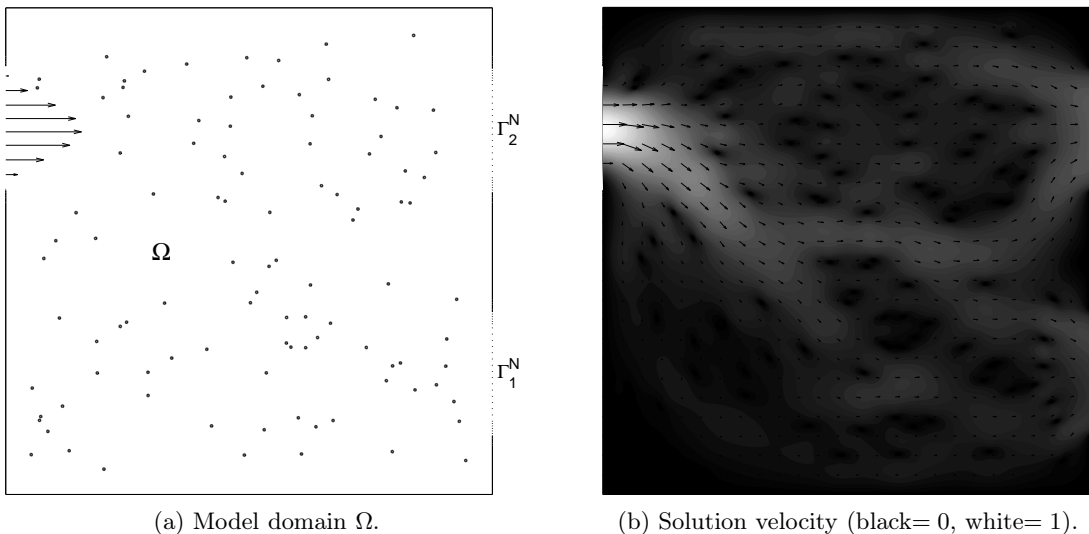 Γ₂ᴺ
Ω
Γ₁ᴺ
(a) Model domain Ω.
(b) Solution velocity (black= 0, white= 1).